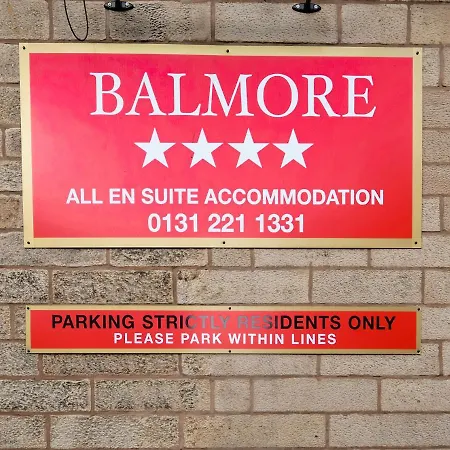 BALMORE
ALL EN SUITE ACCOMMODATION
0131 221 1331
PARKING STRICTLY RESIDENTS ONLY
PLEASE PARK WITHIN LINES